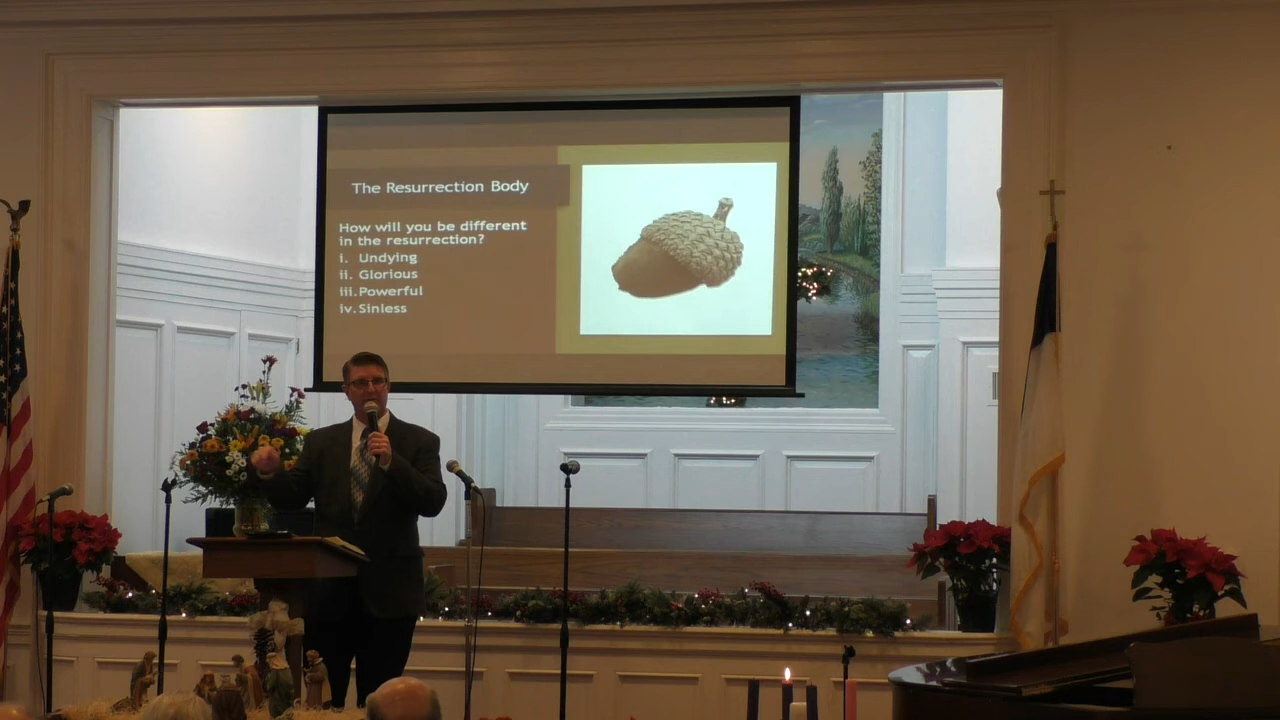 The Resurrection Body
How will you be different
in the resurrection?
i. Undying
ii. Glorious
iii. Powerful
iv. Sinless